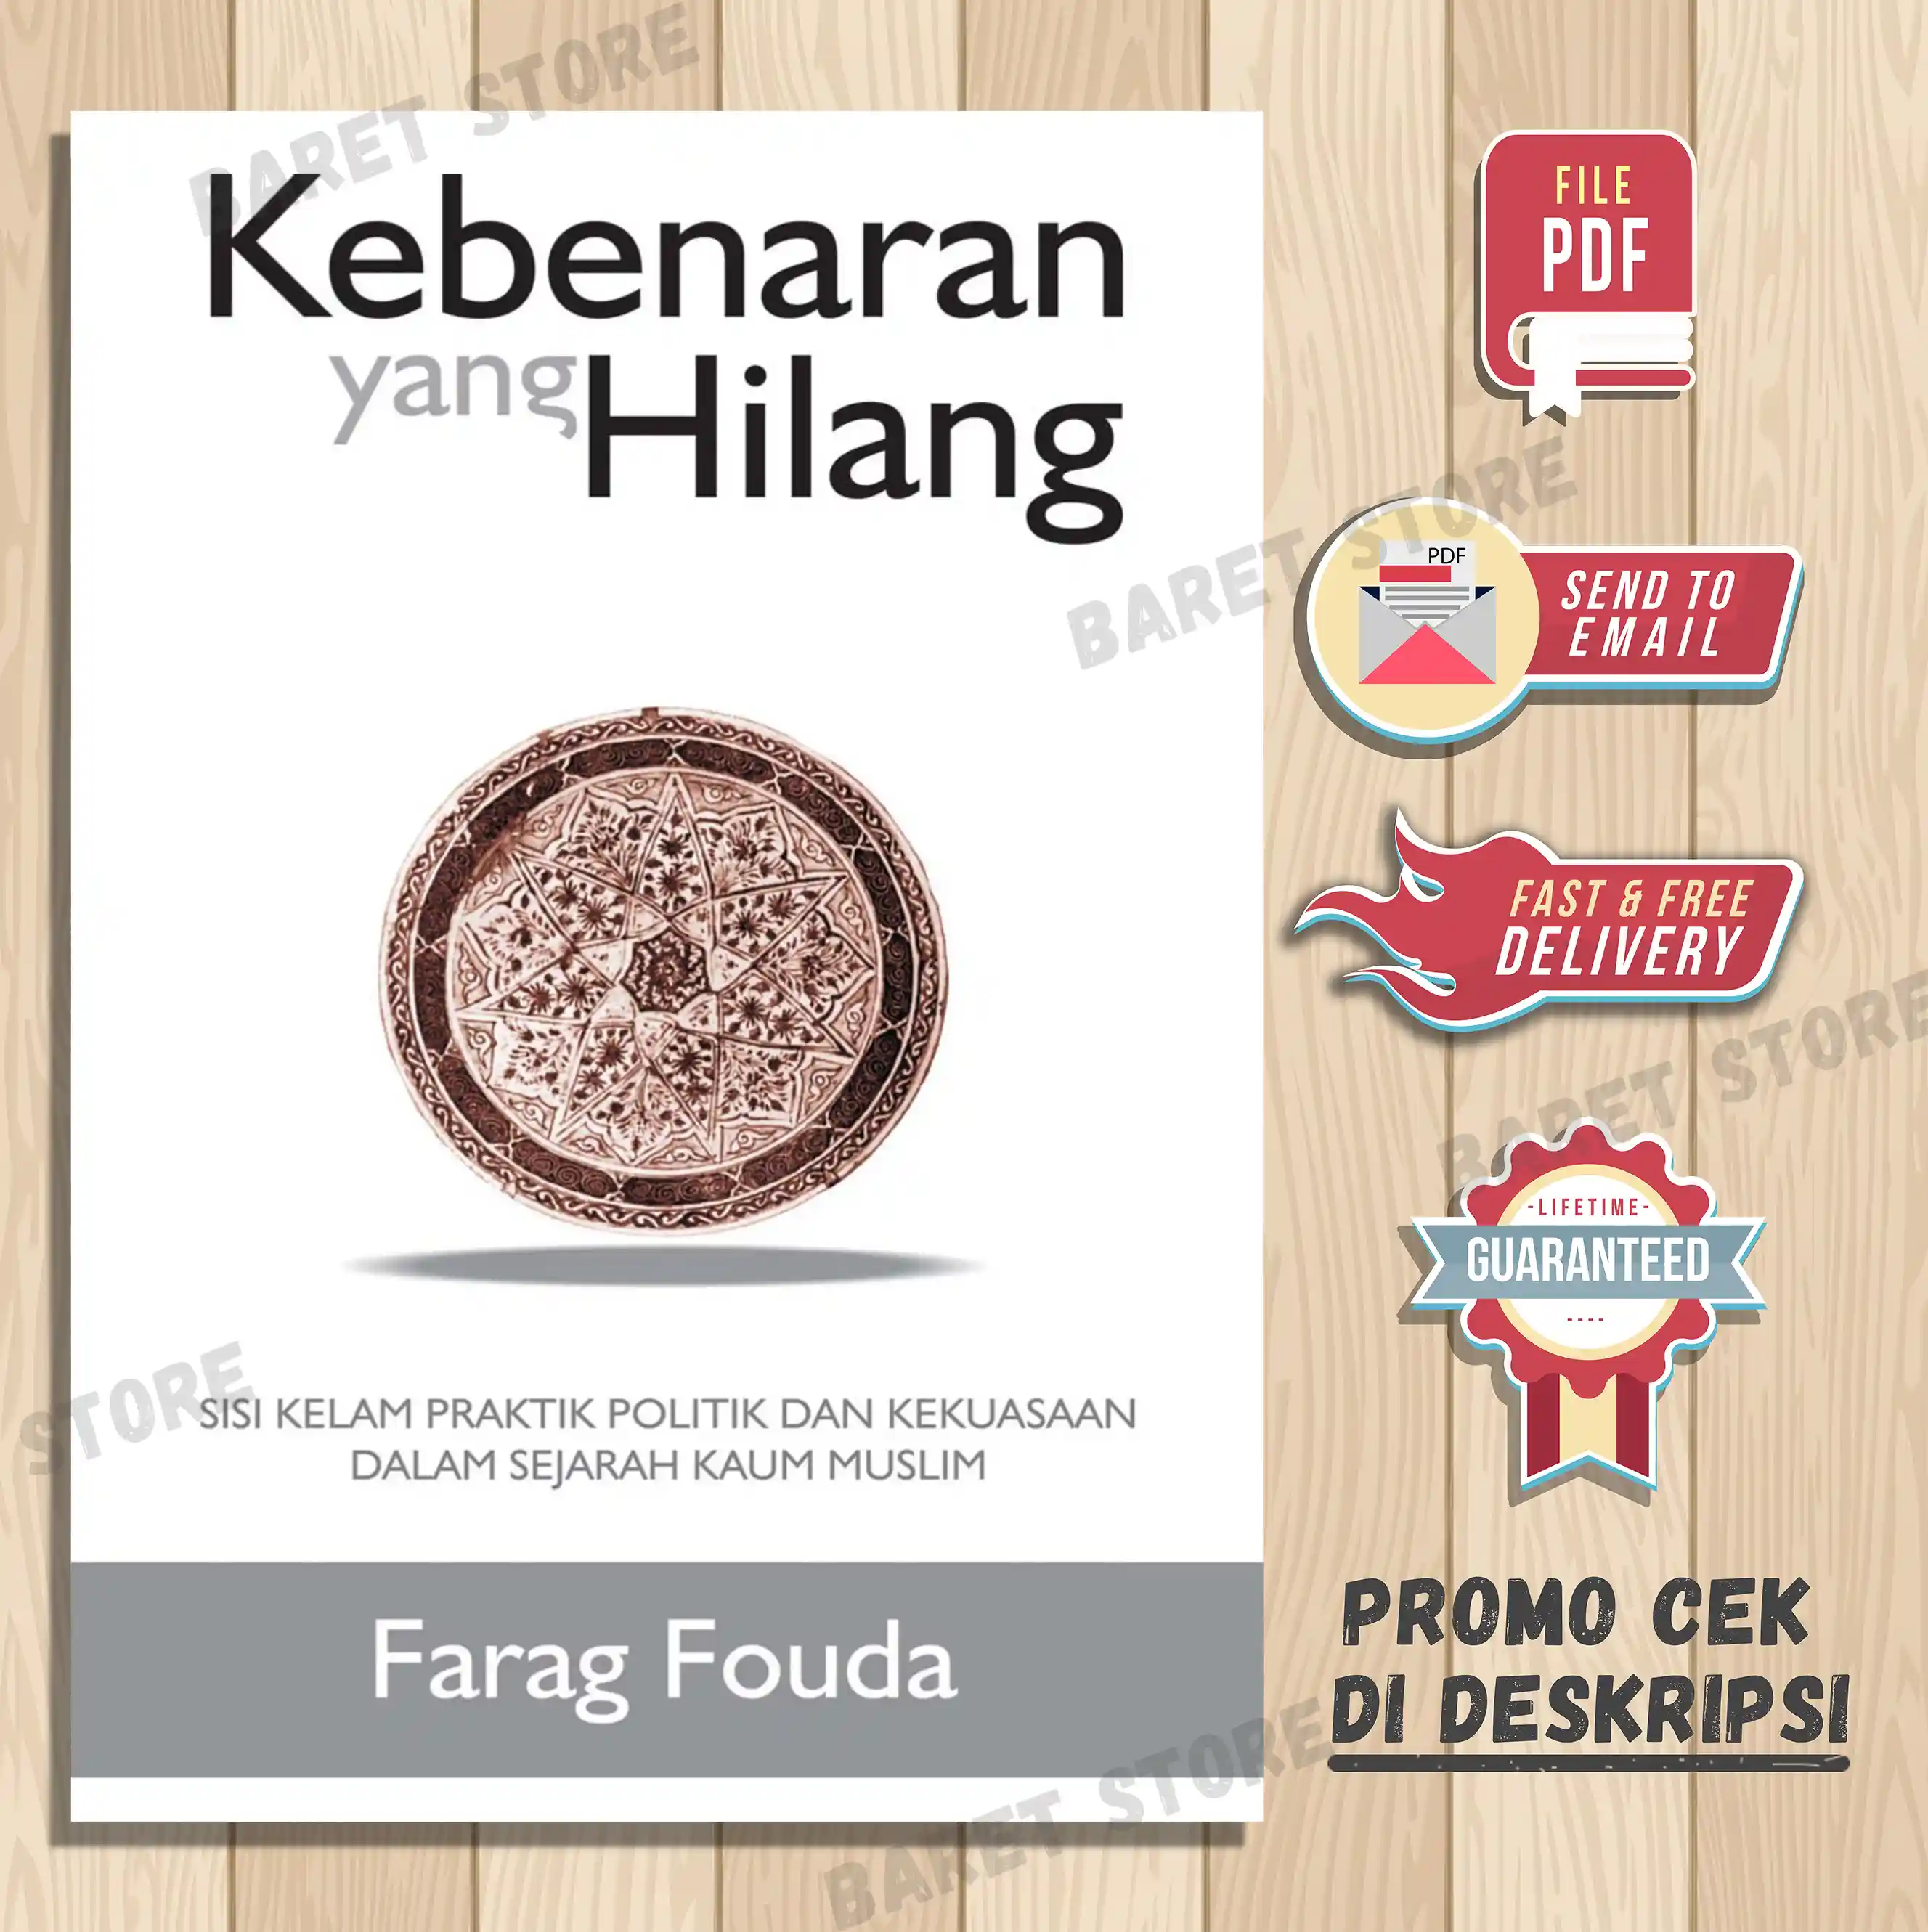 BARET STORE
Kebenaran
yang Hilang
FILE
PDF
BARET STORE
PDF
SEND TO
EMAIL
FAST & FREE
DELIVERY
BARET STORE
-LIFETIME-
GUARANTEED
STORE
SISI KELAM PRAKTIK POLITIK DAN KEKUASAAN
DALAM SEJARAH KAUM MUSLIM
Farag Fouda
PROMO CEK
DI DESKRIPSI
BARET STORE